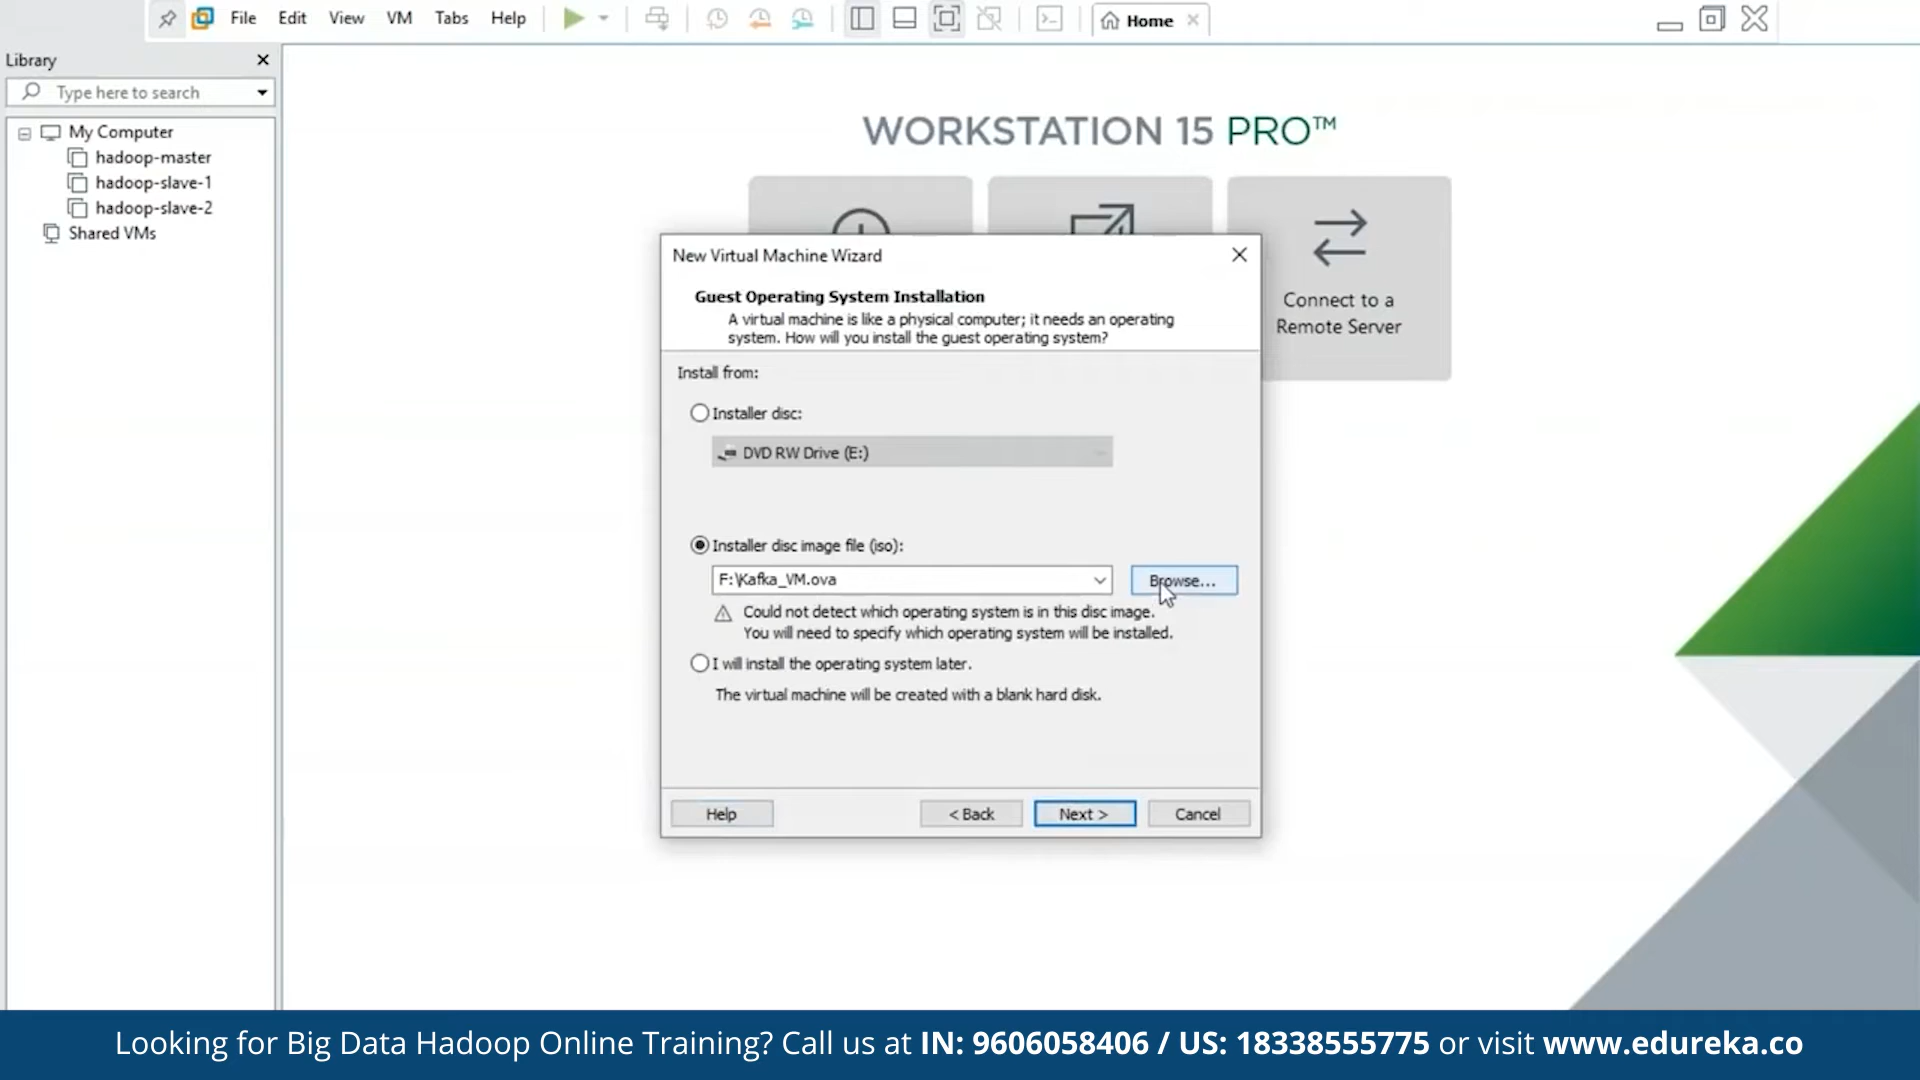 File Edit View VM Tabs Help
Home
Library
Type here to search
My Computer
hadoop-master
hadoop-slave-1
hadoop-slave-2
Shared VMs
WORKSTATION 15 PRO™
Connect to a
Remote Server
New Virtual Machine Wizard
Guest Operating System Installation
A virtual machine is like a physical computer; it needs an operating
system. How will you install the guest operating system?
Install from:
Installer disc:
DVD RW Drive (E:)
Installer disc image file (iso):
F:\Kafka_VM.ova
Browse...
Could not detect which operating system is in this disc image.
You will need to specify which operating system will be installed.
I will install the operating system later.
The virtual machine will be created with a blank hard disk.
Help < Back Next > Cancel
Looking for Big Data Hadoop Online Training? Call us at IN: 9606058406 / US: 18338555775 or visit www.edureka.co